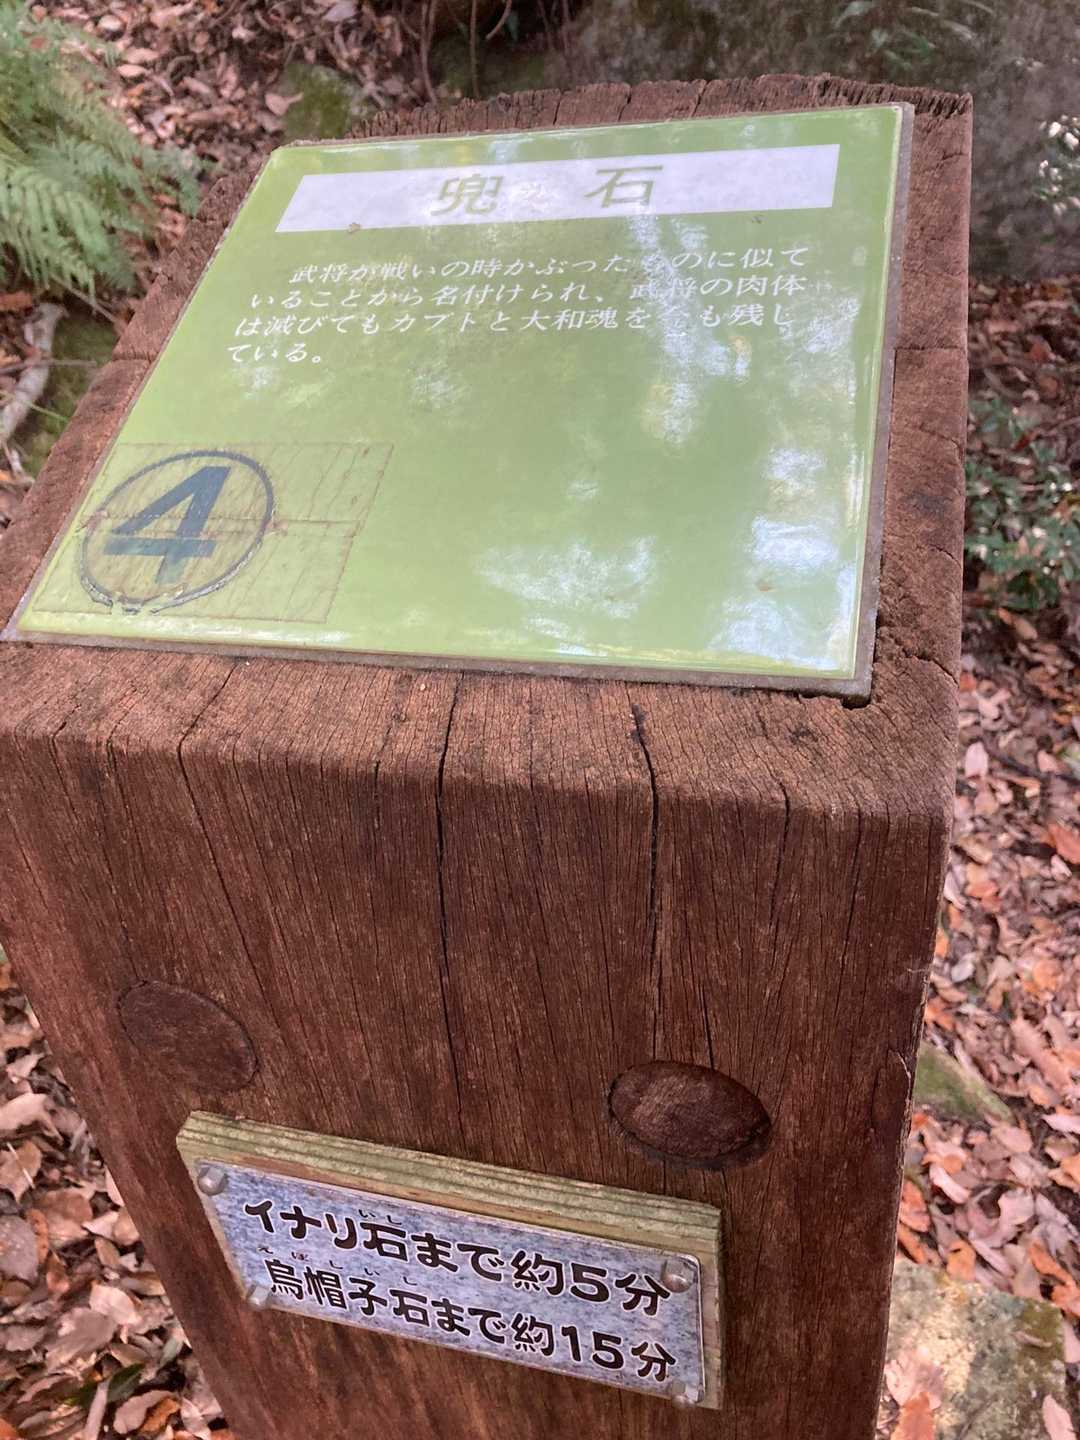 兜石
武将が戦いの時かぶったものに似て
いることから名付けられ、武将の肉体
は滅びてもカブトと大和魂を今も残し
ている。
4
イナリ石まで約5分
烏帽子石まで約15分